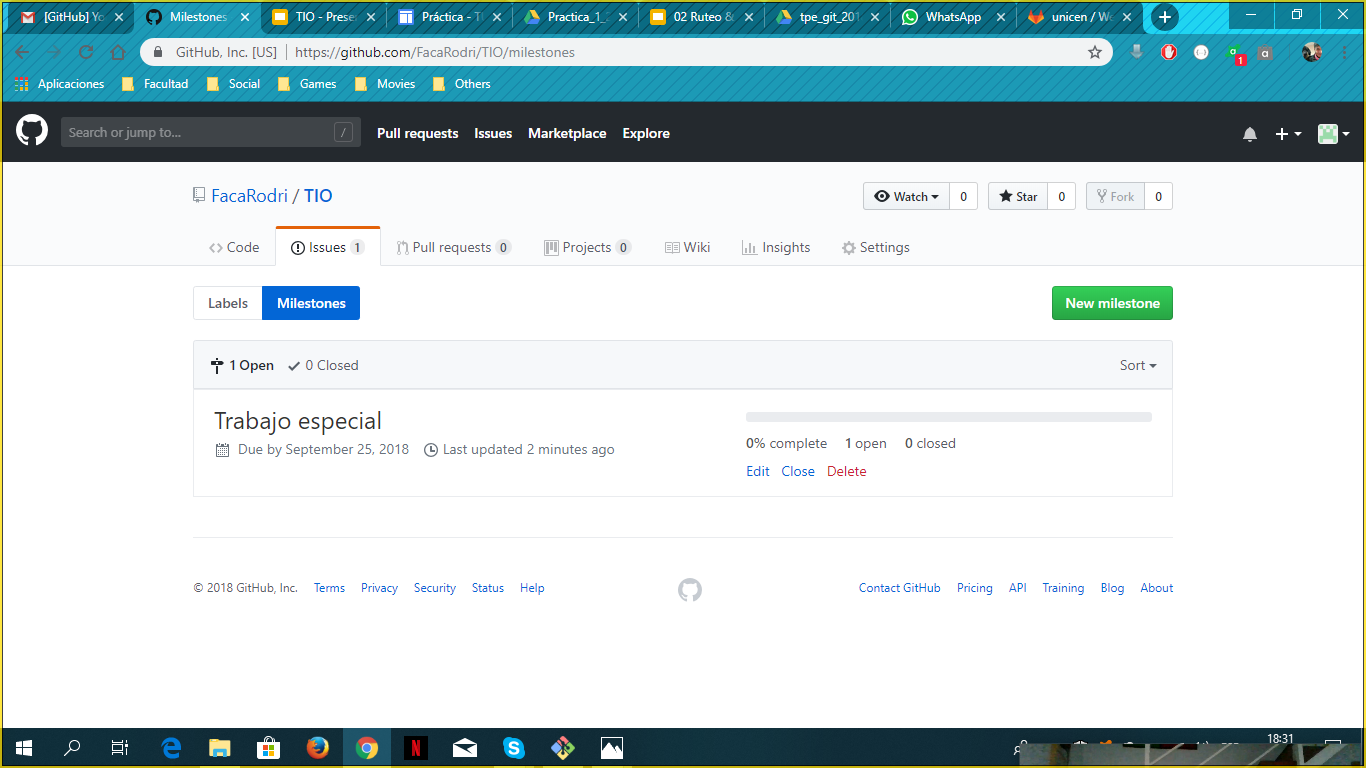 [GitHub] Yo
Milestones
TIO - Prese
Práctica - T
Practica_1_
02 Ruteo &
tpe_git_201
WhatsApp
unicen / W
GitHub, Inc. [US] | https://github.com/FacaRodri/TIO/milestones
Aplicaciones Facultad Social Games Movies Others
Search or jump to... / Pull requests Issues Marketplace Explore
FacaRodri / TIO Watch 0 Star 0 Fork 0
Code Issues 1 Pull requests 0 Projects 0 Wiki Insights Settings
Labels Milestones New milestone
1 Open 0 Closed Sort
Trabajo especial
Due by September 25, 2018 Last updated 2 minutes ago
0% complete 1 open 0 closed
Edit Close Delete
© 2018 GitHub, Inc. Terms Privacy Security Status Help Contact GitHub Pricing API Training Blog About
18:31